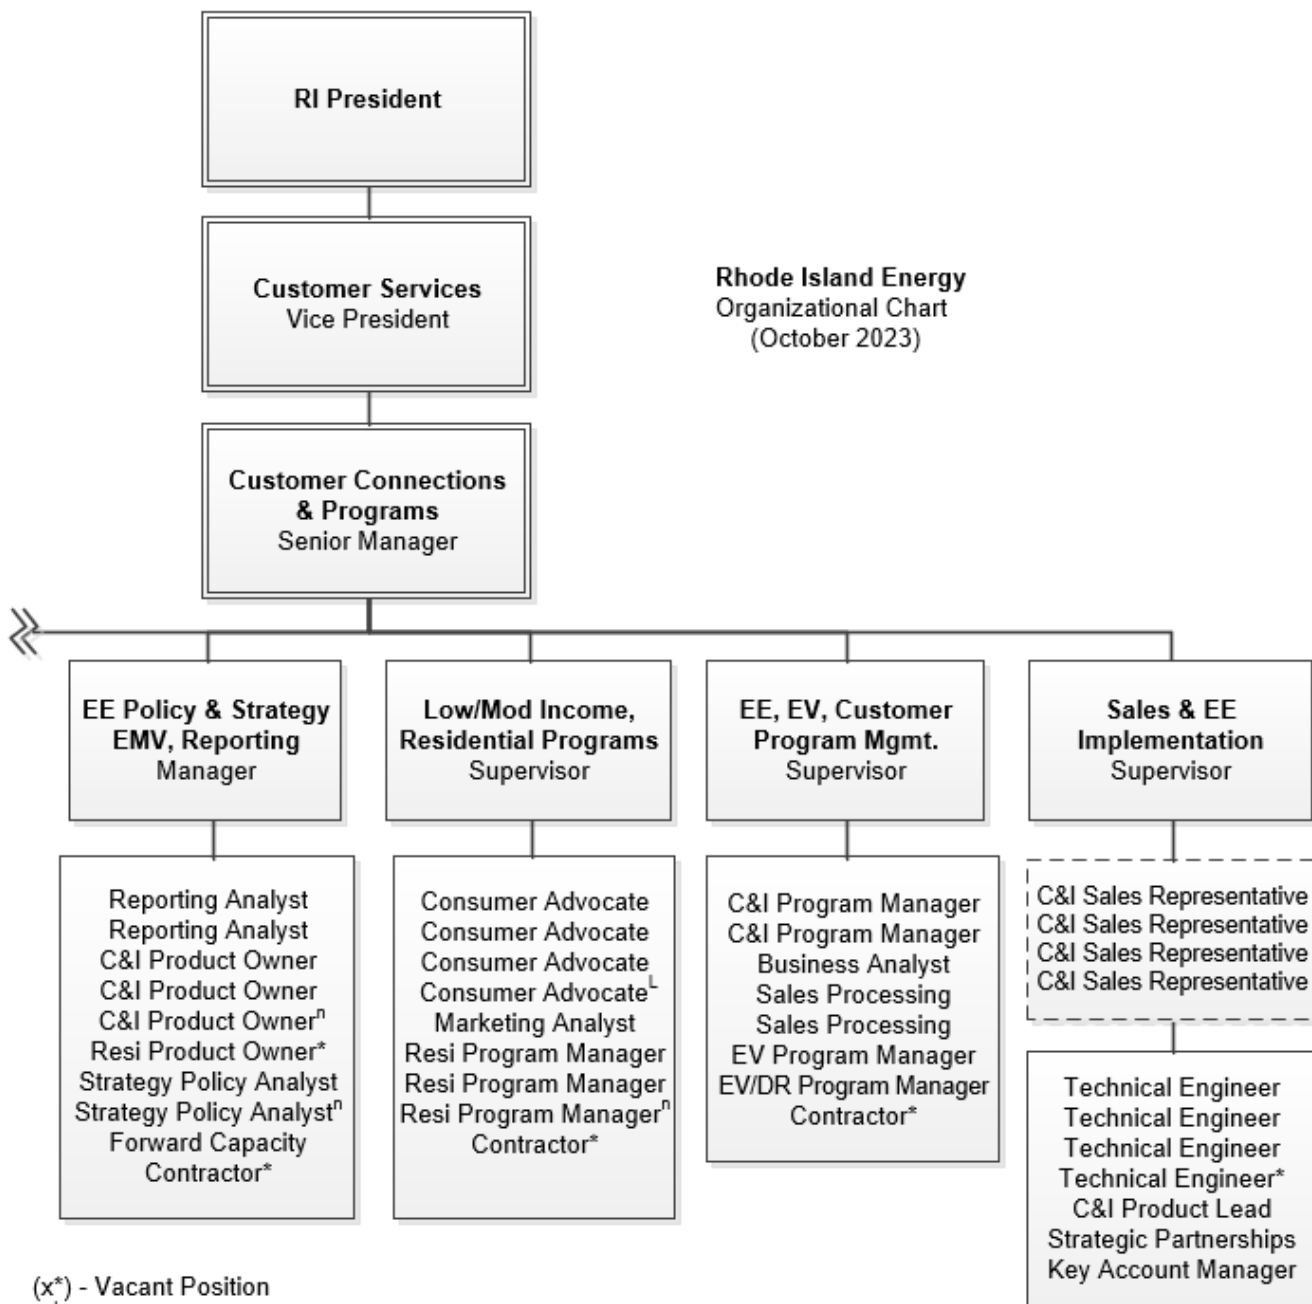 RI President
Customer Services
Vice President
Rhode Island Energy
Organizational Chart
(October 2023)
Customer Connections
& Programs
Senior Manager
EE Policy & Strategy
EMV, Reporting
Manager
Low/Mod Income,
Residential Programs
Supervisor
EE, EV, Customer
Program Mgmt.
Supervisor
Sales & EE
Implementation
Supervisor
Reporting Analyst
Reporting Analyst
C&I Product Owner
C&I Product Owner
C&I Product Ownerⁿ
Resi Product Owner*
Strategy Policy Analyst
Strategy Policy Analystⁿ
Forward Capacity
Contractor*
Consumer Advocate
Consumer Advocate
Consumer Advocate
Consumer Advocateᴸ
Marketing Analyst
Resi Program Manager
Resi Program Manager
Resi Program Managerⁿ
Contractor*
C&I Program Manager
C&I Program Manager
Business Analyst
Sales Processing
Sales Processing
EV Program Manager
EV/DR Program Manager
Contractor*
C&I Sales Representative
C&I Sales Representative
C&I Sales Representative
C&I Sales Representative
Technical Engineer
Technical Engineer
Technical Engineer
Technical Engineer*
C&I Product Lead
Strategic Partnerships
Key Account Manager
(x*) - Vacant Position